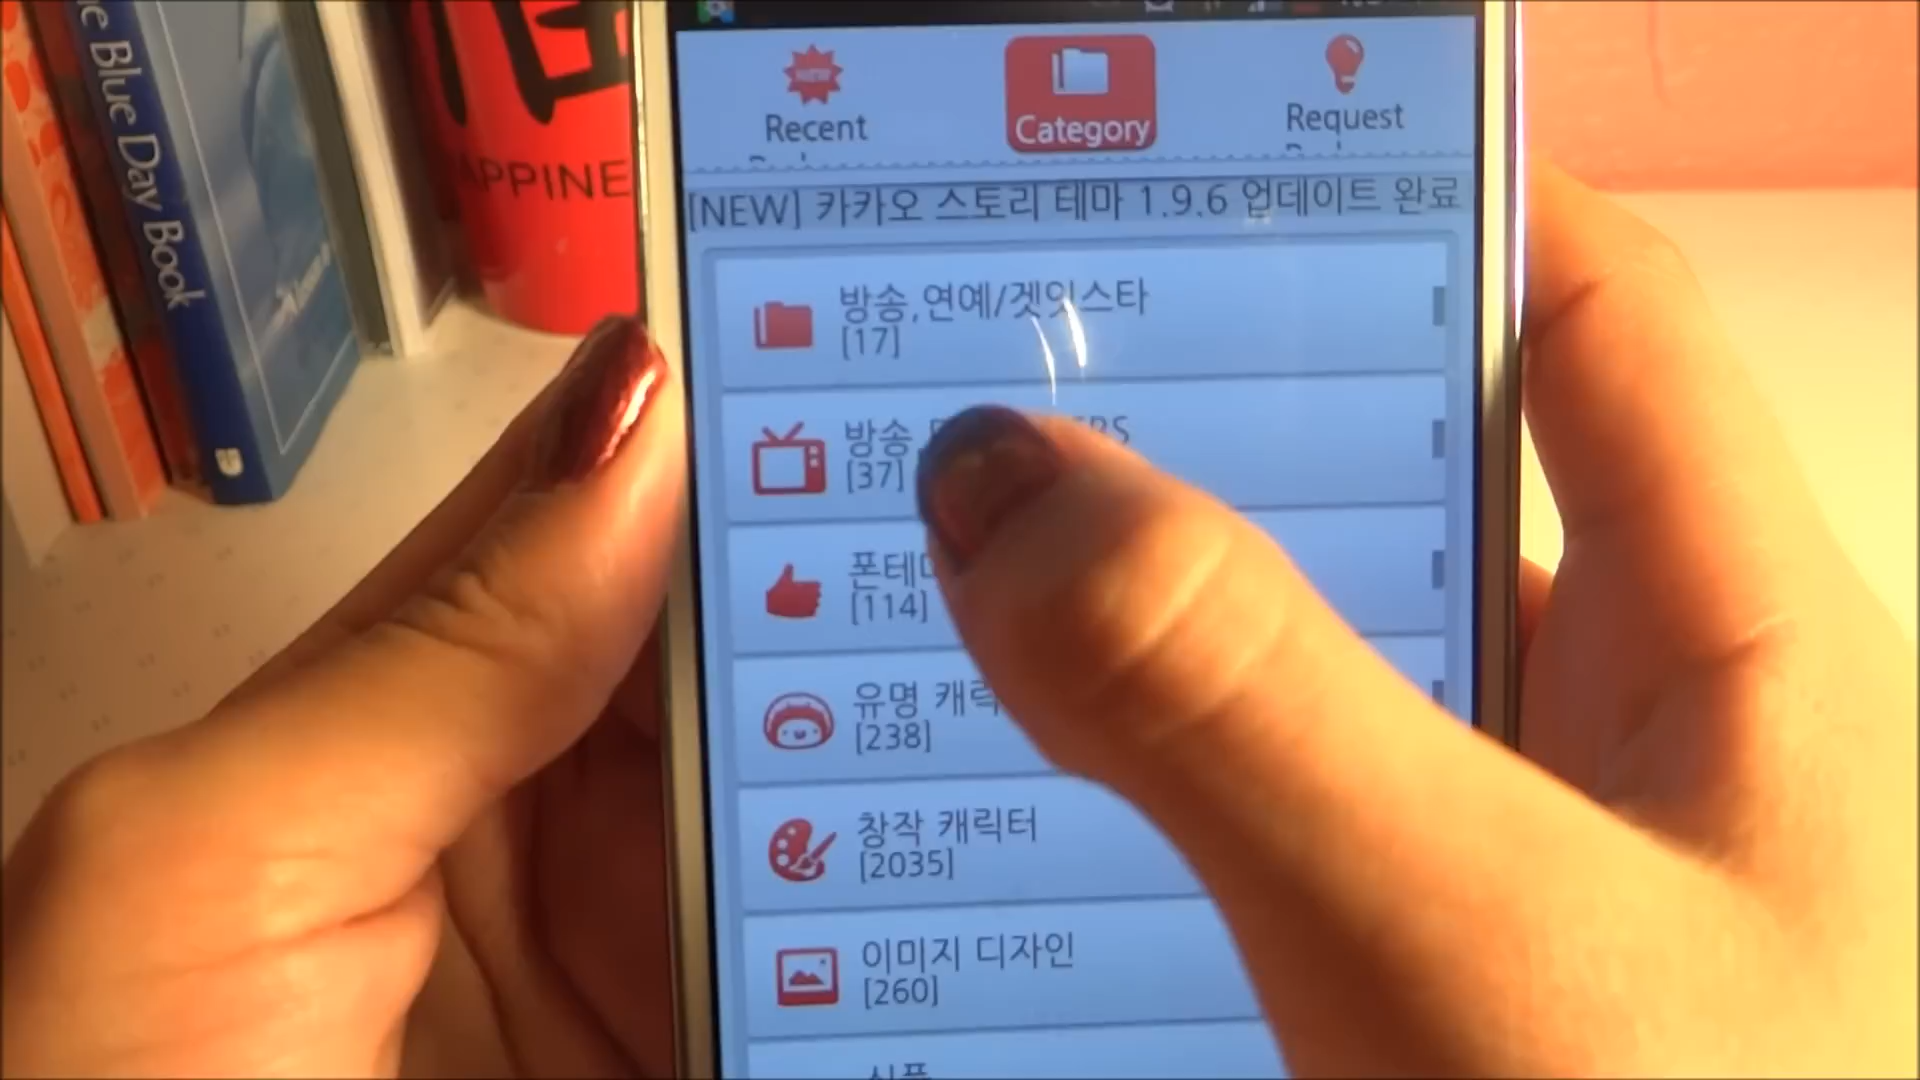 Blue Day Book
APPINE
NEW
Recent
Category
Request
[NEW] 카카오 스토리 테마 1.9.6 업데이트 완료
방송,연예/겟잇스타
[17]
방송
[37]
폰테마
[114]
유명 캐릭
[238]
창작 캐릭터
[2035]
이미지 디자인
[260]